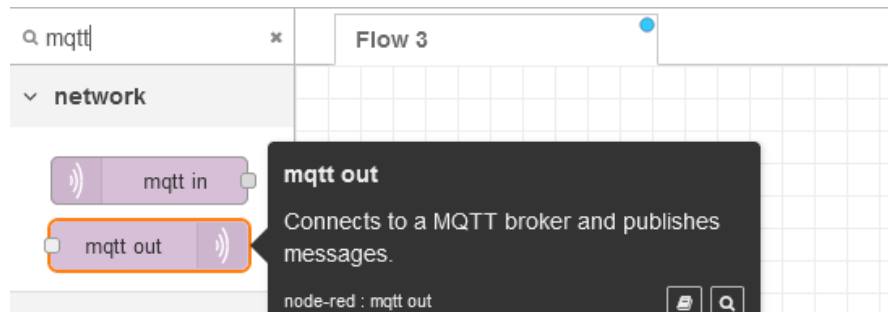 mqtt
Flow 3
network
mqtt in
mqtt out
mqtt out
Connects to a MQTT broker and publishes
messages.
node-red : mqtt out